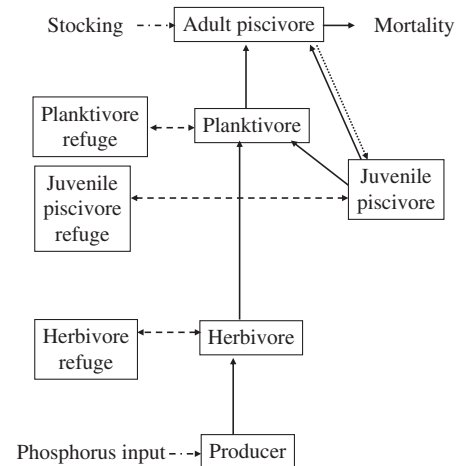 Stocking
Adult piscivore
Mortality
Planktivore
refuge
Planktivore
Juvenile
piscivore
refuge
Juvenile
piscivore
Herbivore
refuge
Herbivore
Phosphorus input
Producer